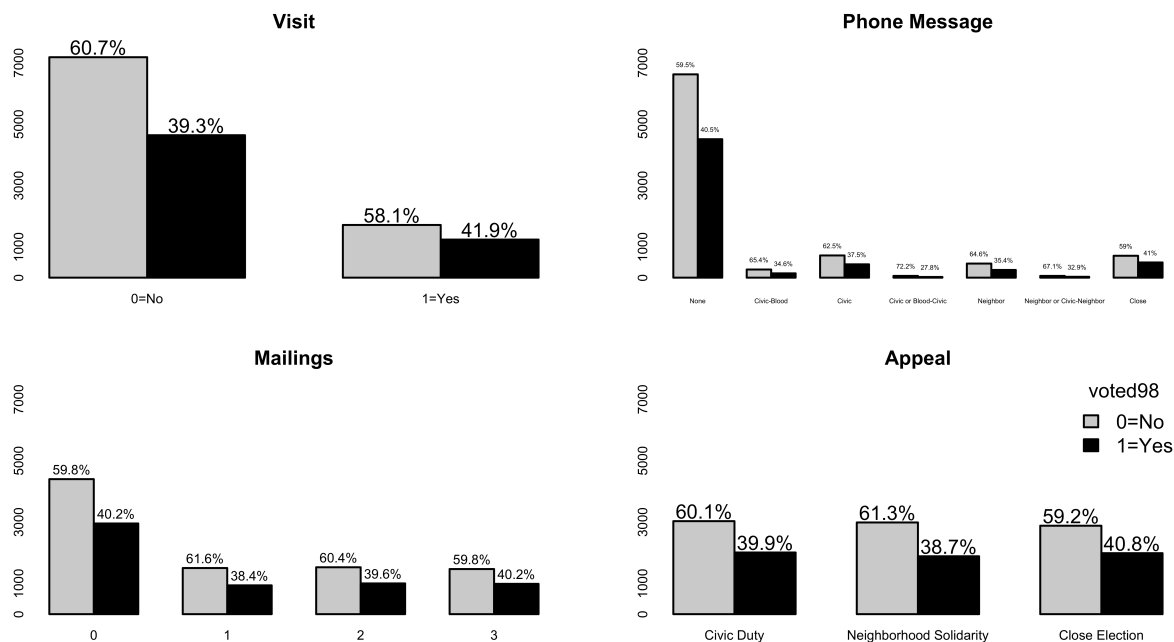 Visit
7000
5000
3000
1000
0
60.7%
39.3%
58.1%
41.9%
0=No
1=Yes
Phone Message
7000
5000
3000
1000
0
59.5%
40.5%
65.4%
34.6%
62.5%
37.5%
72.2%
27.8%
64.6%
35.4%
67.1%
32.9%
59%
41%
None
Civic-Blood
Civic
Civic or Blood-Civic
Neighbor
Neighbor or Civic-Neighbor
Close
Mailings
7000
5000
3000
1000
0
59.8%
40.2%
61.6%
38.4%
60.4%
39.6%
59.8%
40.2%
0
1
2
3
Appeal
7000
5000
3000
1000
0
voted98
0=No
1=Yes
60.1%
39.9%
61.3%
38.7%
59.2%
40.8%
Civic Duty
Neighborhood Solidarity
Close Election